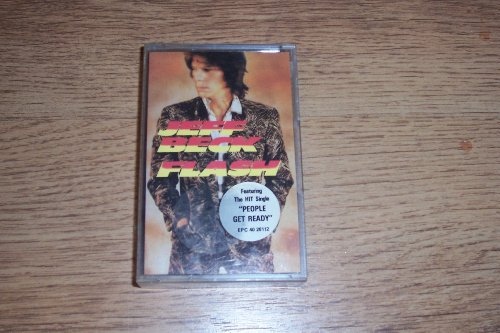 JEFF
BECK
FLASH
Featuring
The HIT Single
"PEOPLE
GET READY"
EPC 40 26112